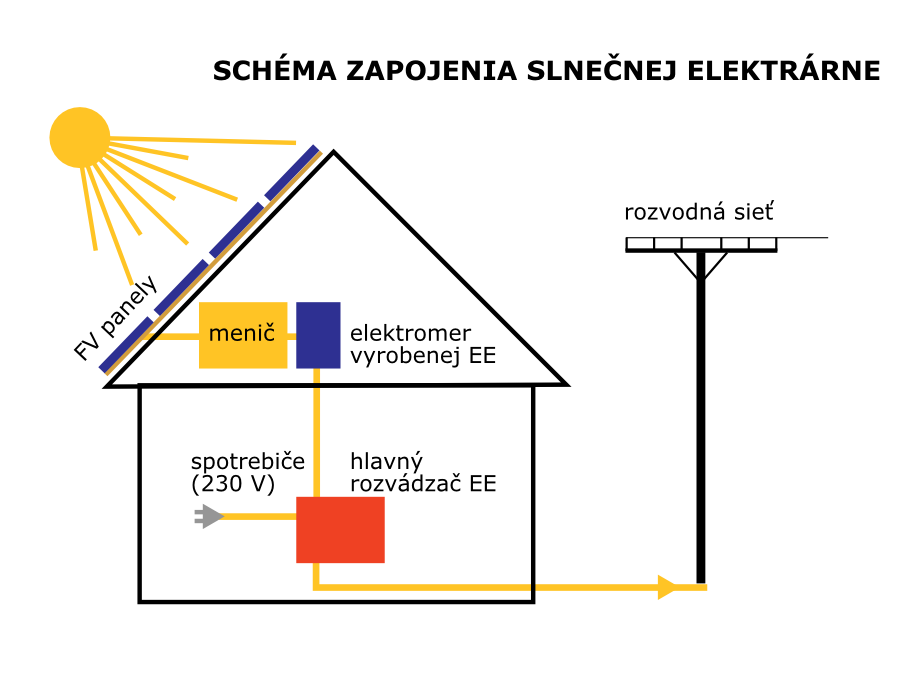 SCHÉMA ZAPOJENIA SLNEČNEJ ELEKTRÁRNE
rozvodná sieť
FV panely
menič
elektromer
vyrobenej EE
spotrebiče
(230 V)
hlavný
rozvádzač EE